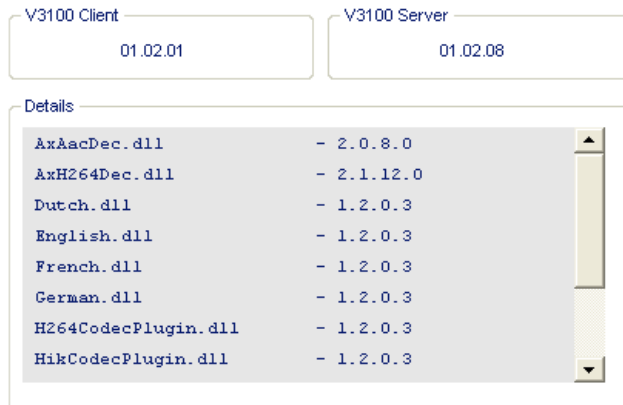 V3100 Client V3100 Server
01.02.01 01.02.08
Details
AxAacDec.dll - 2.0.8.0
AxH264Dec.dll - 2.1.12.0
Dutch.dll - 1.2.0.3
English.dll - 1.2.0.3
French.dll - 1.2.0.3
German.dll - 1.2.0.3
H264CodecPlugin.dll - 1.2.0.3
HikCodecPlugin.dll - 1.2.0.3